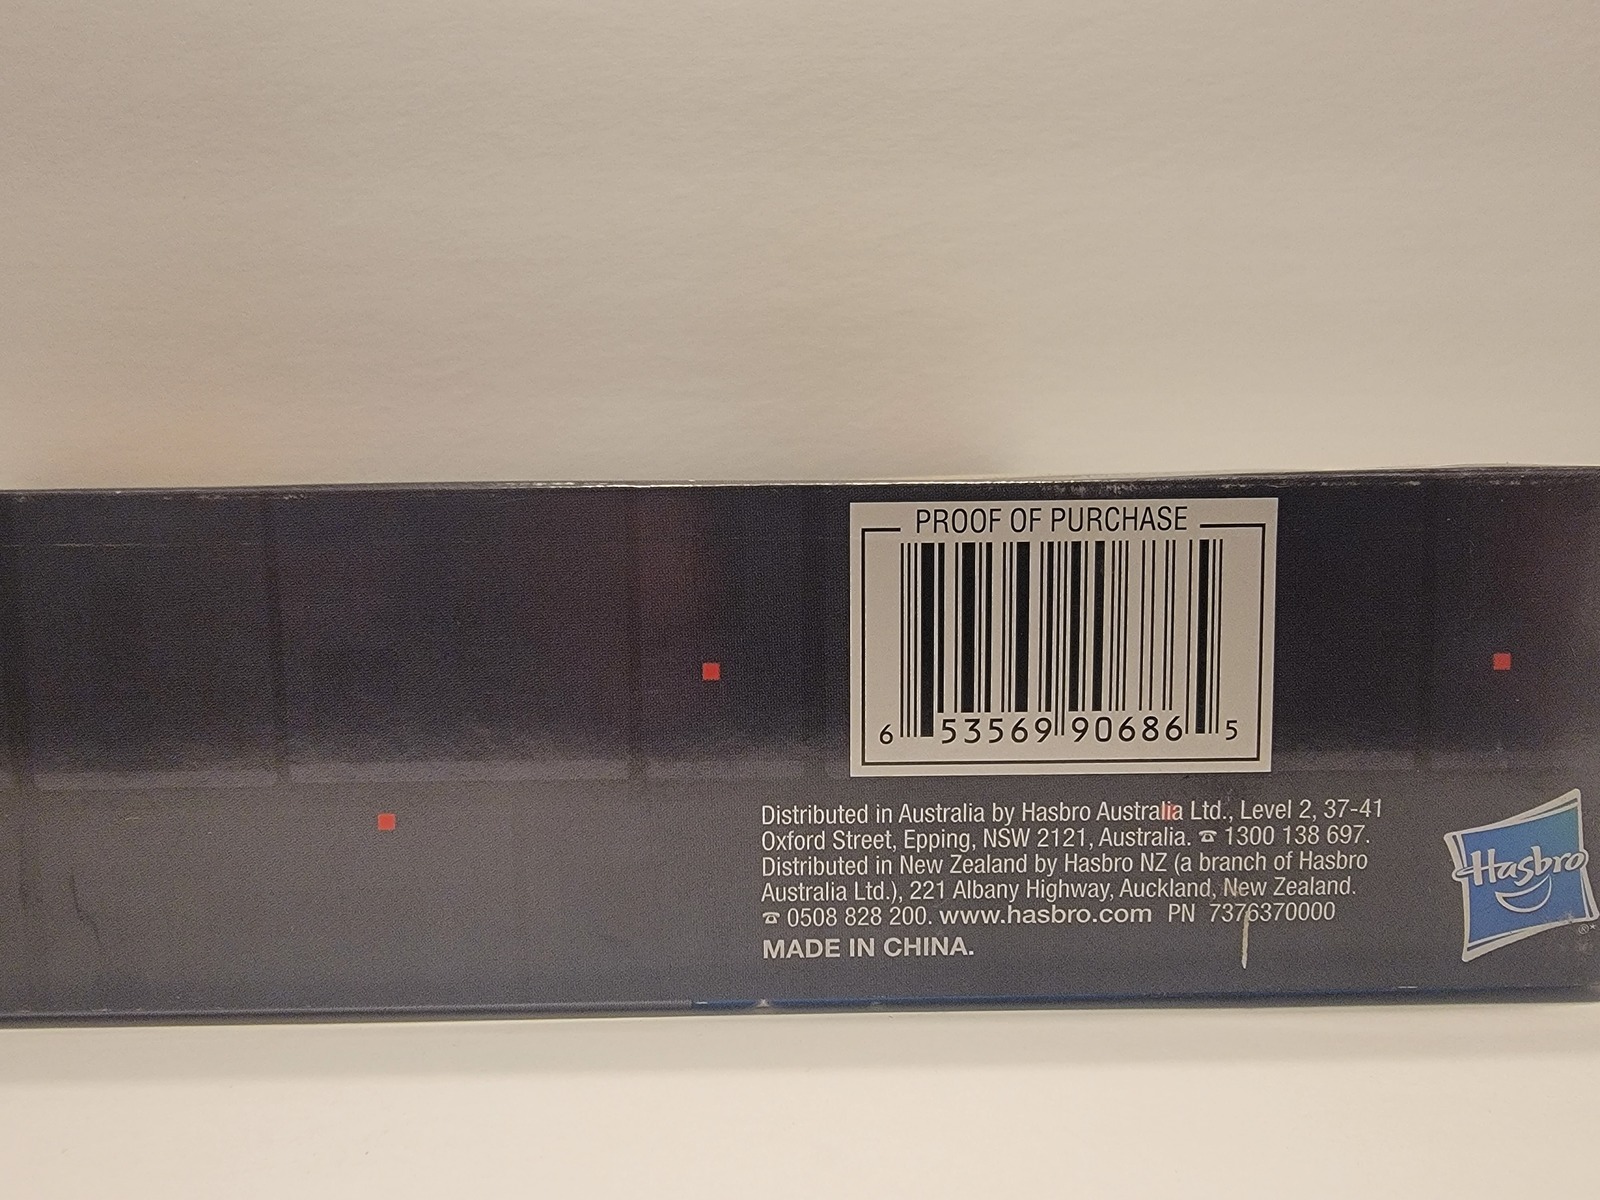 PROOF OF PURCHASE
6 53569 90686 5
Distributed in Australia by Hasbro Australia Ltd., Level 2, 37-41
Oxford Street, Epping, NSW 2121, Australia. ☎ 1300 138 697.
Distributed in New Zealand by Hasbro NZ (a branch of Hasbro
Australia Ltd.), 221 Albany Highway, Auckland, New Zealand.
☎ 0508 828 200. www.hasbro.com PN 7376370000
MADE IN CHINA.
Hasbro
®*